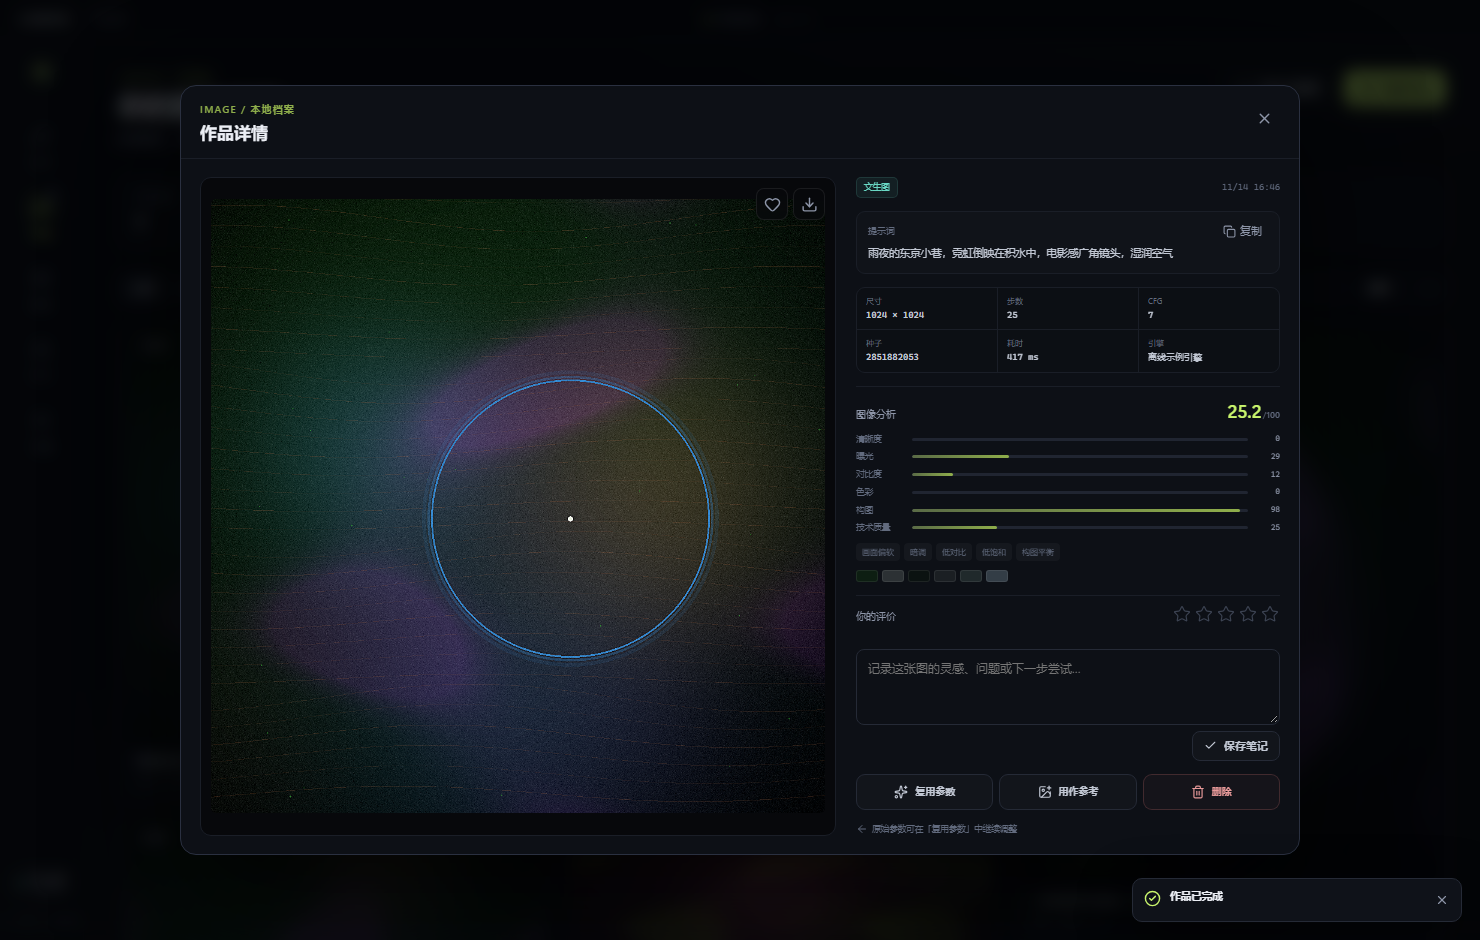 IMAGE / 本地档案
作品详情
文生图
11/14 16:46
提示词
复制
雨夜的东京小巷，霓虹倒映在积水中，电影感广角镜头，湿润空气
尺寸
步数
CFG
1024 × 1024
25
7
种子
耗时
引擎
2851882053
417 ms
离线示例引擎
图像分析
25.2/100
清晰度
0
曝光
29
对比度
12
色彩
0
构图
98
技术质量
25
画面偏软
暗调
低对比
低饱和
构图平衡
你的评价
记录这张图的灵感、问题或下一步尝试...
保存笔记
复用参数
用作参考
删除
原始参数可在「复用参数」中继续调整
作品已完成